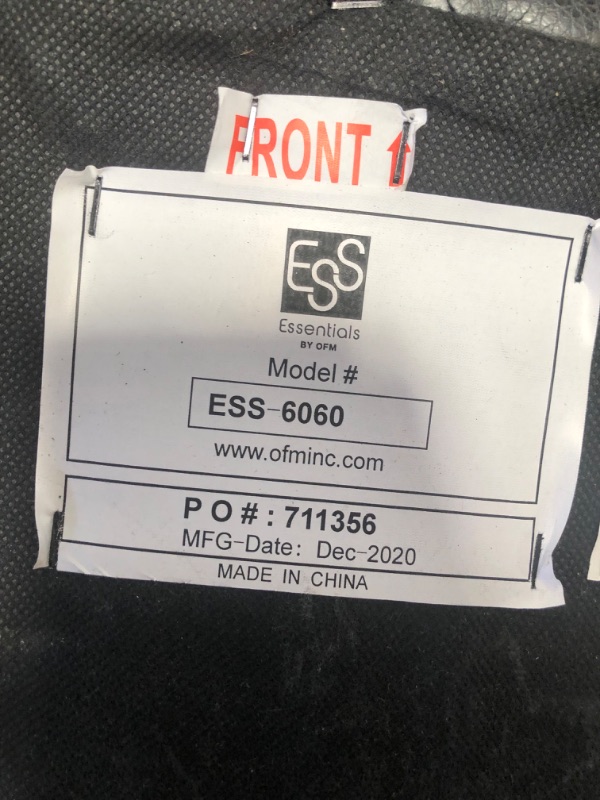 FRONT ↑
ESS
Essentials
BY OFM
Model #
ESS-6060
www.ofminc.com
PO#: 711356
MFG-Date: Dec-2020
MADE IN CHINA